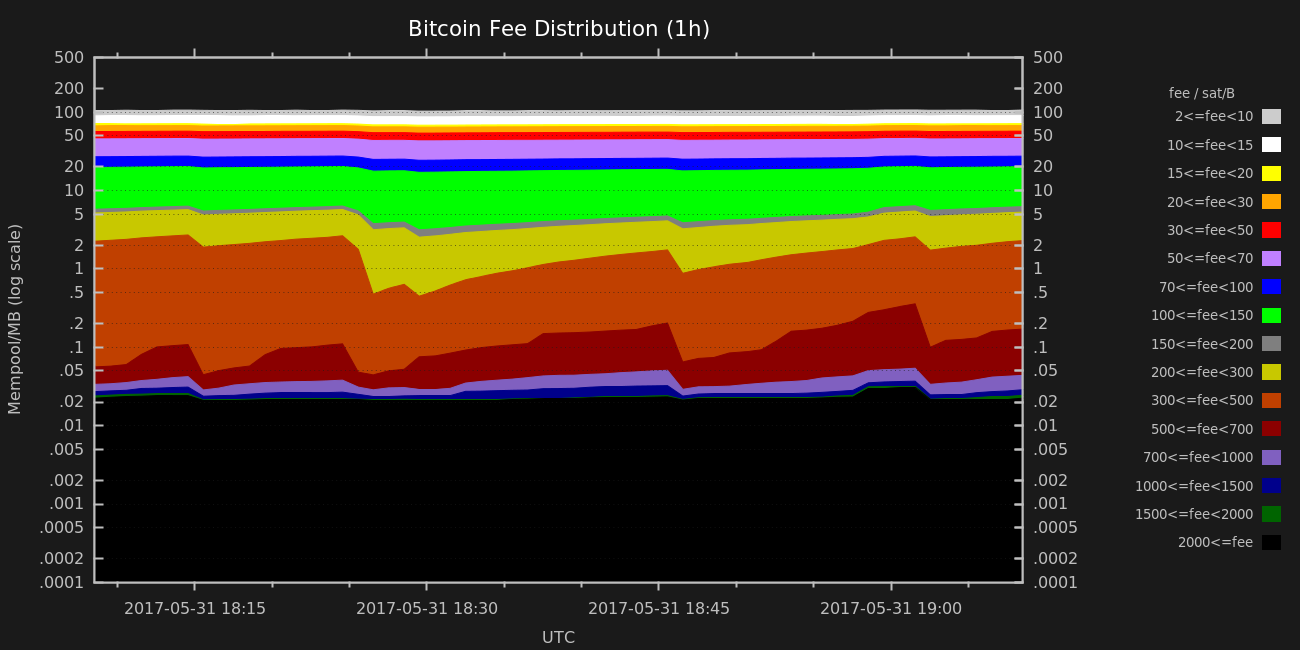 Bitcoin Fee Distribution (1h)
Mempool/MB (log scale)
500
200
100
50
20
10
5
2
1
.5
.2
.1
.05
.02
.01
.005
.002
.001
.0005
.0002
.0001
500
200
100
50
20
10
5
2
1
.5
.2
.1
.05
.02
.01
.005
.002
.001
.0005
.0002
.0001
2017-05-31 18:15 2017-05-31 18:30 2017-05-31 18:45 2017-05-31 19:00
UTC
fee / sat/B
2<=fee<10
10<=fee<15
15<=fee<20
20<=fee<30
30<=fee<50
50<=fee<70
70<=fee<100
100<=fee<150
150<=fee<200
200<=fee<300
300<=fee<500
500<=fee<700
700<=fee<1000
1000<=fee<1500
1500<=fee<2000
2000<=fee